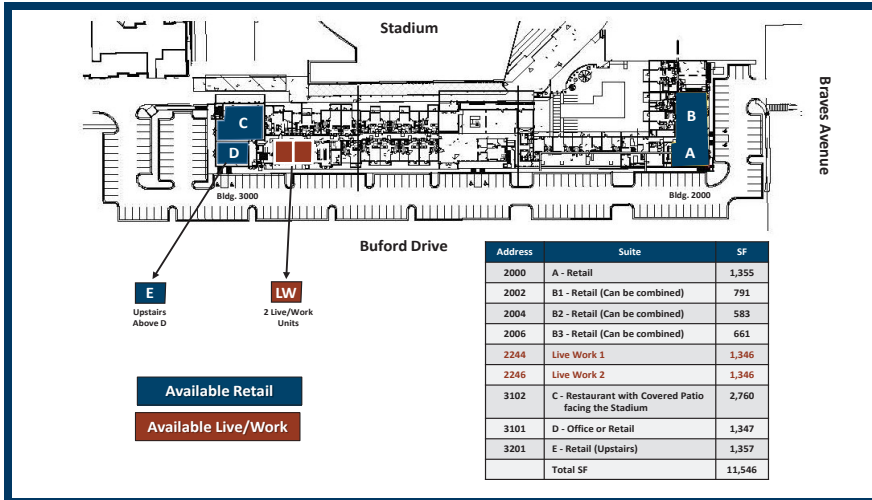 Stadium
Braves Avenue
C
D
B
A
Bldg. 3000
Bldg. 2000
Buford Drive
E
Upstairs
Above D
LW
2 Live/Work
Units
Available Retail
Available Live/Work
Address Suite SF
2000 A - Retail 1,355
2002 B1 - Retail (Can be combined) 791
2004 B2 - Retail (Can be combined) 583
2006 B3 - Retail (Can be combined) 661
2244 Live Work 1 1,346
2246 Live Work 2 1,346
3102 C - Restaurant with Covered Patio 2,760
facing the Stadium
3101 D - Office or Retail 1,347
3201 E - Retail (Upstairs) 1,357
Total SF 11,546